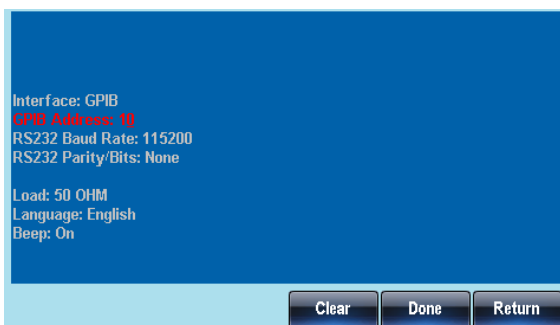 Interface: GPIB
GPIB Address: 10
RS232 Baud Rate: 115200
RS232 Parity/Bits: None
Load: 50 OHM
Language: English
Beep: On
Clear Done Return